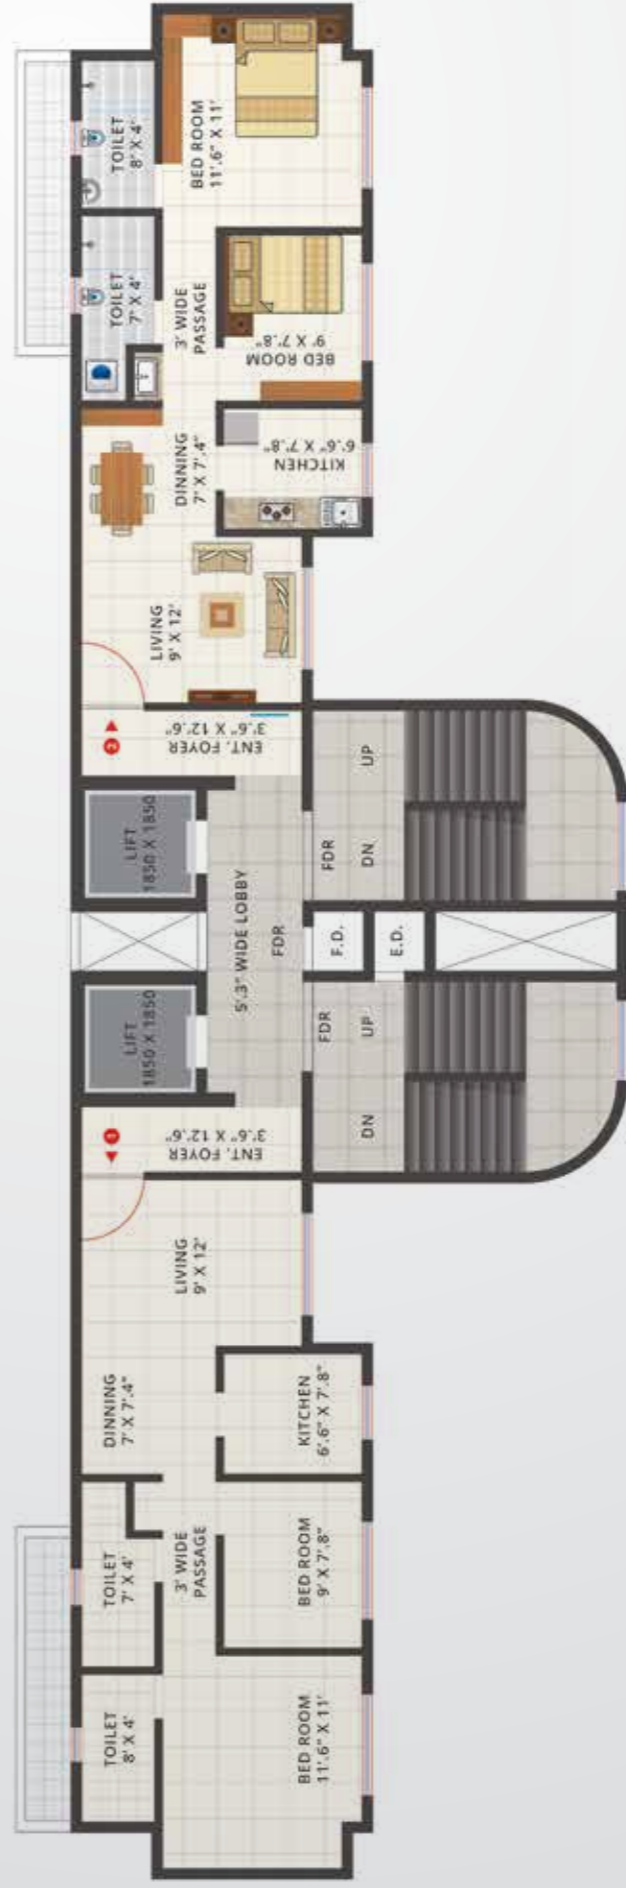 TOILET
8' X 4'
BED ROOM
11'.6" X 11'
TOILET
7' X 4'
3' WIDE
PASSAGE
BED ROOM
9' X 7'.8"
DINNING
7' X 7'.4"
KITCHEN
6'.6" X 7'.8"
LIVING
9' X 12'
2
ENT. FOYER
3'.6" X 12'.6"
LIFT
1850 X 1850
UP
DN
FDR
5'.3" WIDE LOBBY
FDR
F.D.
E.D.
LIFT
1850 X 1850
FDR
UP
DN
1
ENT. FOYER
3'.6" X 12'.6"
LIVING
9' X 12'
DINNING
7' X 7'.4"
KITCHEN
6'.6" X 7'.8"
TOILET
7' X 4'
3' WIDE
PASSAGE
BED ROOM
9' X 7'.8"
TOILET
8' X 4'
BED ROOM
11'.6" X 11'